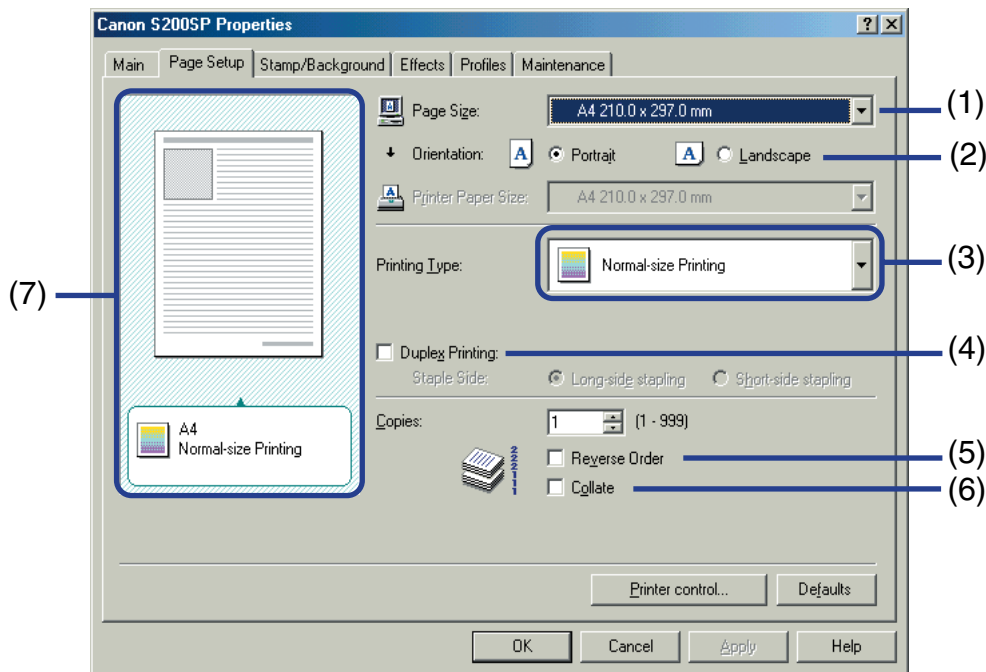 Canon S200SP Properties
Main Page Setup Stamp/Background Effects Profiles Maintenance
Page Size: A4 210.0 x 297.0 mm (1)
Orientation: A Portrait A Landscape (2)
Printer Paper Size: A4 210.0 x 297.0 mm
Printing Type: Normal-size Printing (3)
(7)
Duplex Printing: (4)
Staple Side: Long-side stapling Short-side stapling
A4
Normal-size Printing
Copies: 1 (1 - 999)
Reverse Order (5)
Collate (6)
Printer control... Defaults
OK Cancel Apply Help